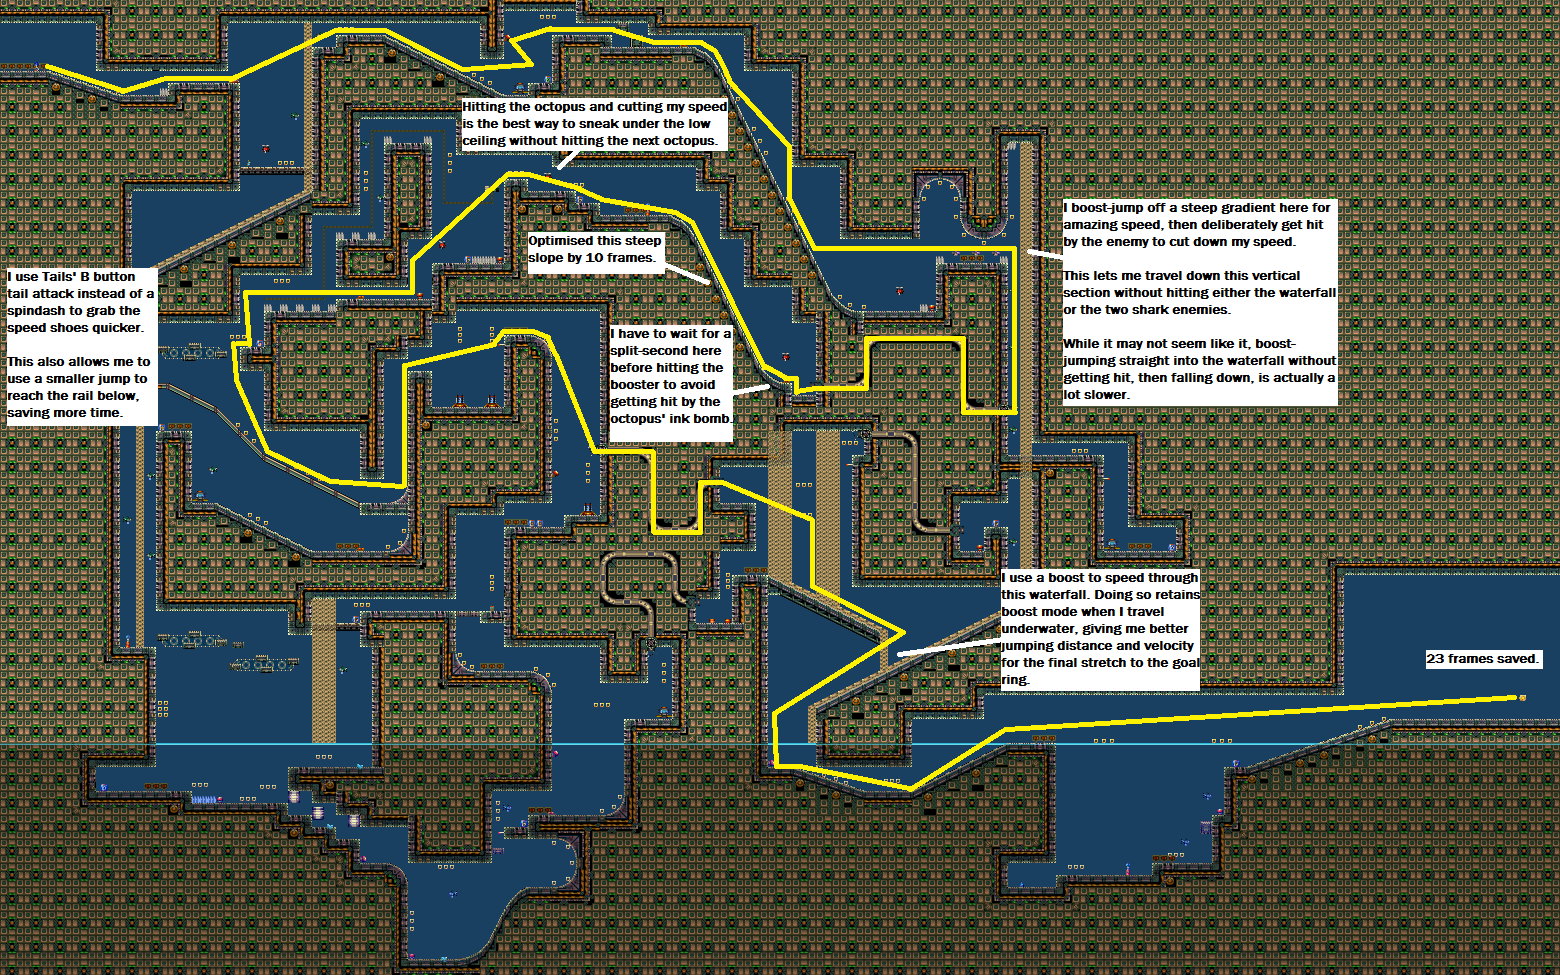 Hitting the octopus and cutting my speed
is the best way to sneak under the low
ceiling without hitting the next octopus.
I boost-jump off a steep gradient here for
amazing speed, then deliberately get hit
by the enemy to cut down my speed.
This lets me travel down this vertical
section without hitting either the waterfall
or the two shark enemies.
While it may not seem like it, boost-
jumping straight into the waterfall without
getting hit, then falling down, is actually a
lot slower.
Optimised this steep
slope by 10 frames.
I use Tails' B button
tail attack instead of a
spindash to grab the
speed shoes quicker.
This also allows me to
use a smaller jump to
reach the rail below,
saving more time.
I have to wait for a
split-second here
before hitting the
booster to avoid
getting hit by the
octopus' ink bomb.
I use a boost to speed through
this waterfall. Doing so retains
boost mode when I travel
underwater, giving me better
jumping distance and velocity
for the final stretch to the goal
ring.
23 frames saved.